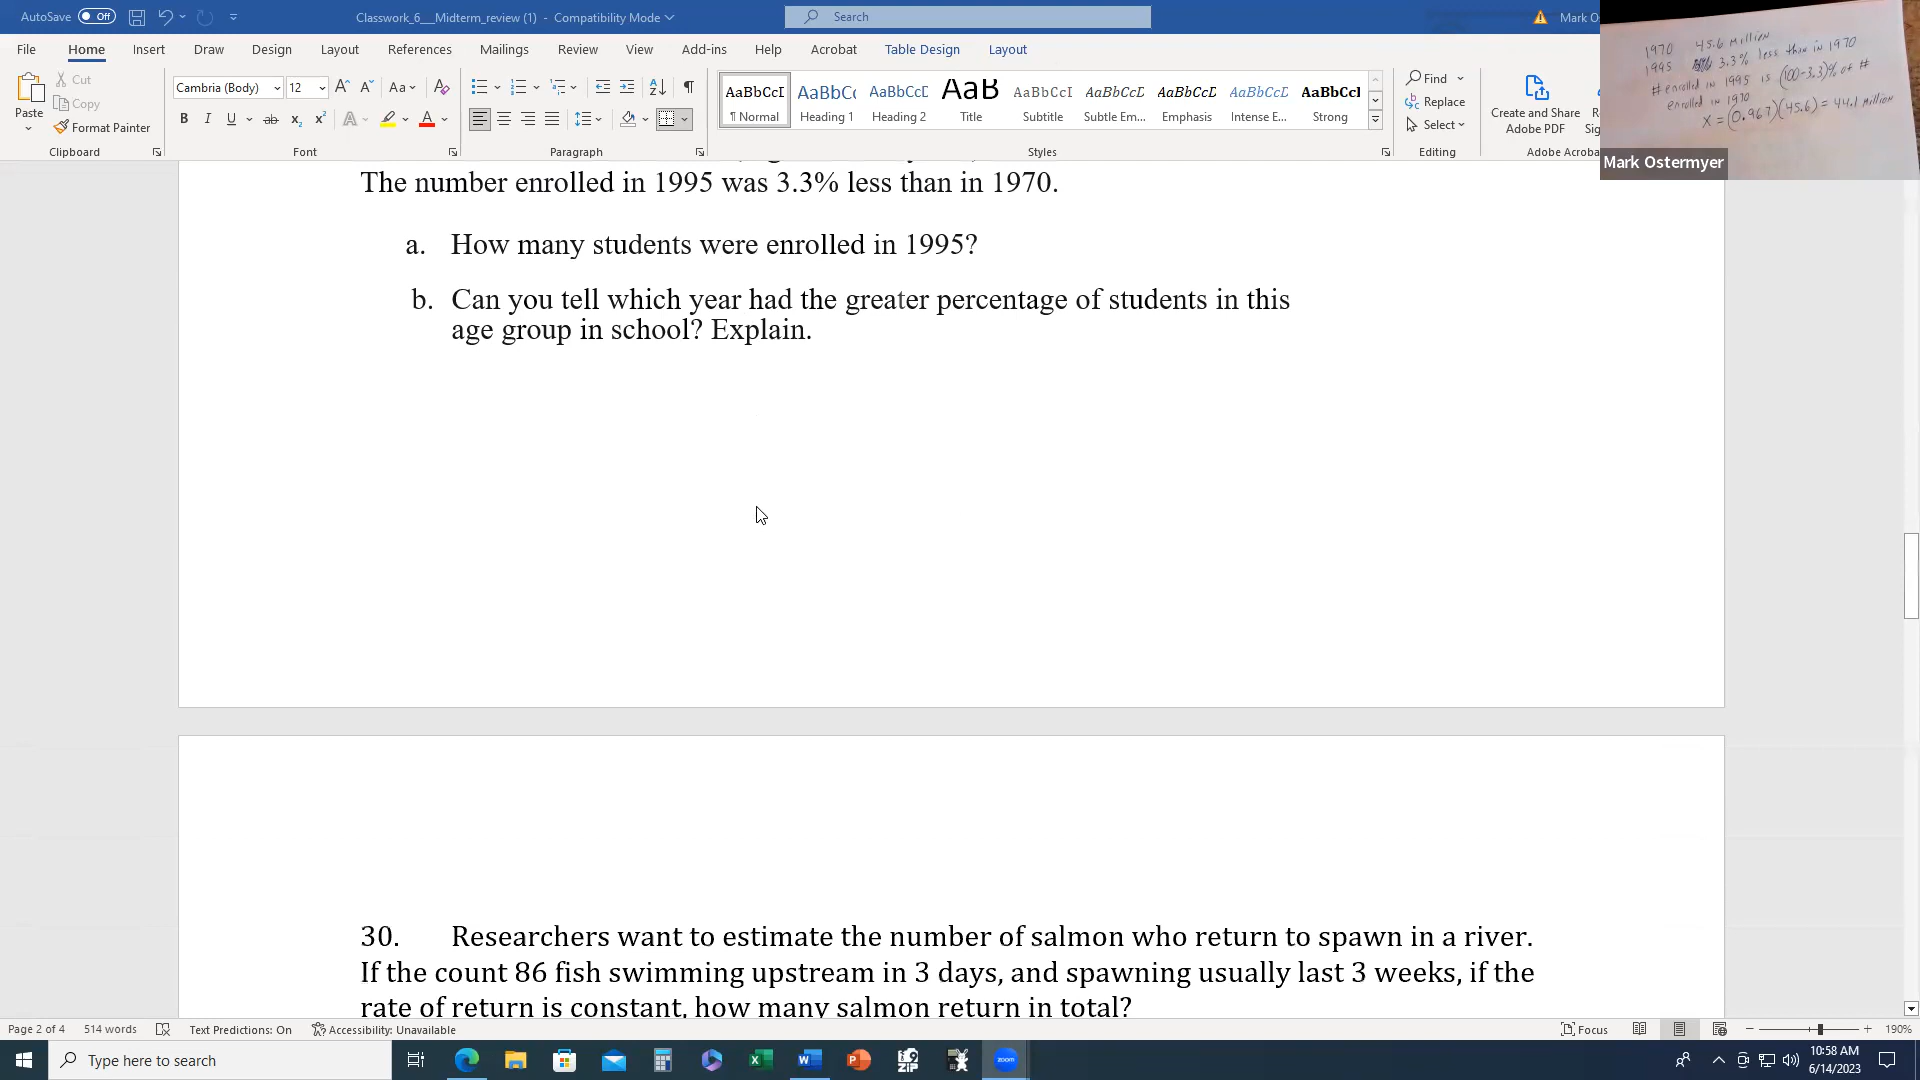 AutoSave Off Classwork_6__Midterm_review (1) - Compatibility Mode Search Mark Os
File Home Insert Draw Design Layout References Mailings Review View Add-ins Help Acrobat Table Design Layout
Paste Cut Copy Format Painter
Cambria (Body) 12
AaBbCcI AaBbCc AaBbCcD AaB AaBbCcD AaBbCcD AaBbCcD AaBbCcD AaBbCcI
¶ Normal Heading 1 Heading 2 Title Subtitle Subtle Em... Emphasis Intense E... Strong
Find Replace Select
Create and Share Adobe PDF
Clipboard Font Paragraph Styles Editing Adobe Acroba
1970 45.6 million
1995 3.3% less than in 1970
# enrolled in 1995 is (100-3.3)% of #
enrolled in 1970
X = (0.967)(45.6) = 44.1 million
Mark Ostermyer
The number enrolled in 1995 was 3.3% less than in 1970.
a. How many students were enrolled in 1995?
b. Can you tell which year had the greater percentage of students in this
age group in school? Explain.
30. Researchers want to estimate the number of salmon who return to spawn in a river.
If the count 86 fish swimming upstream in 3 days, and spawning usually last 3 weeks, if the
rate of return is constant, how many salmon return in total?
Page 2 of 4 514 words Text Predictions: On Accessibility: Unavailable Focus 190%
Type here to search
zoom
10:58 AM
6/14/2023